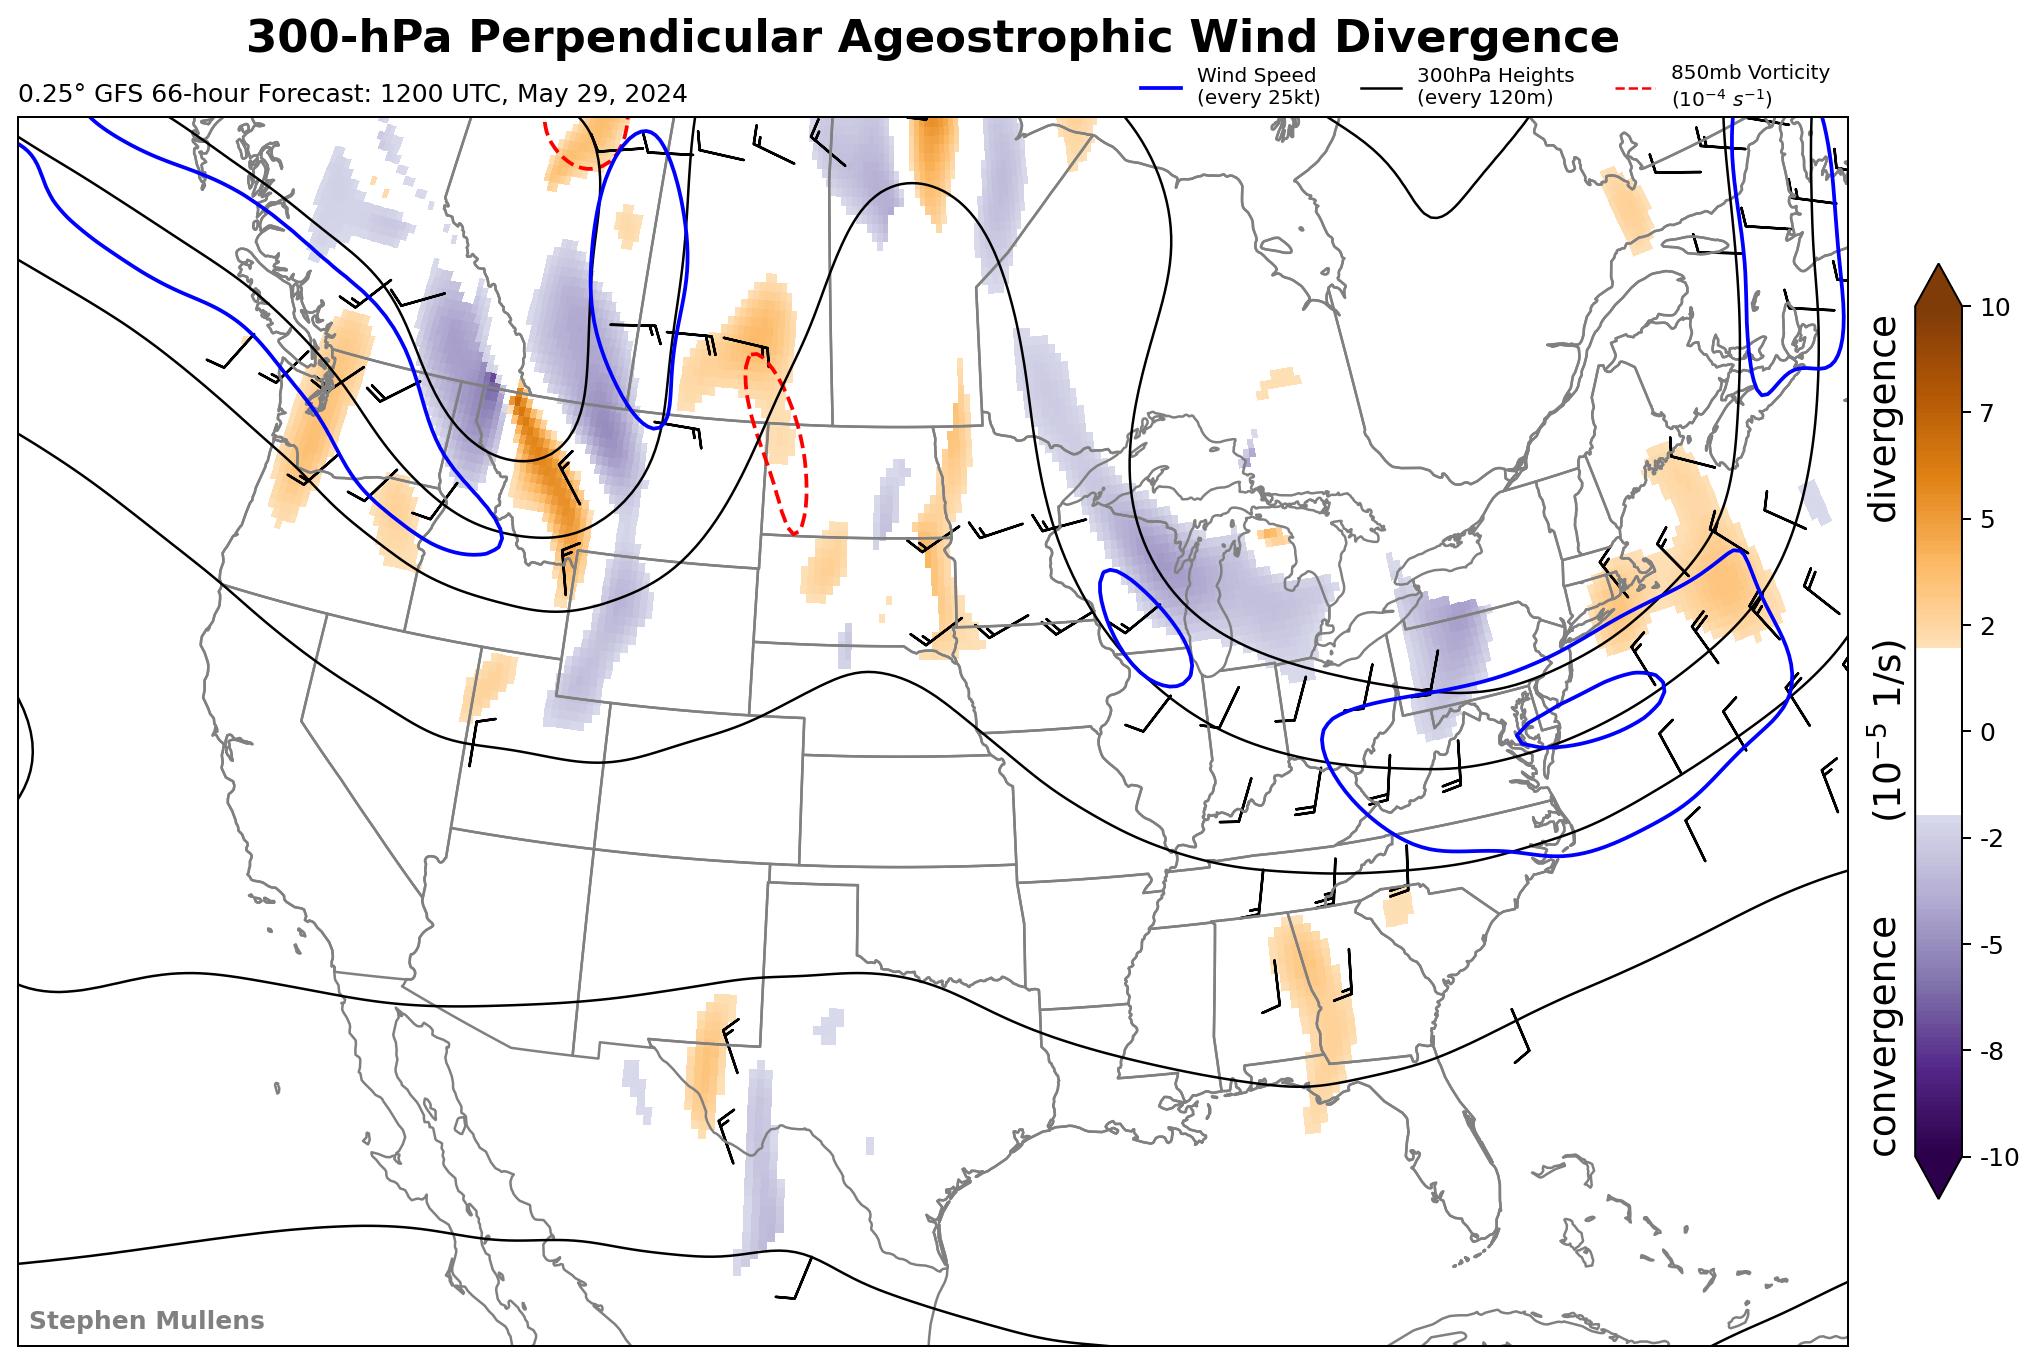 300-hPa Perpendicular Ageostrophic Wind Divergence
0.25° GFS 66-hour Forecast: 1200 UTC, May 29, 2024
Wind Speed
(every 25kt)
300hPa Heights
(every 120m)
850mb Vorticity
(10⁻⁴ s⁻¹)
convergence (10⁻⁵ 1/s) divergence
10
7
5
2
0
-2
-5
-8
-10
Stephen Mullens